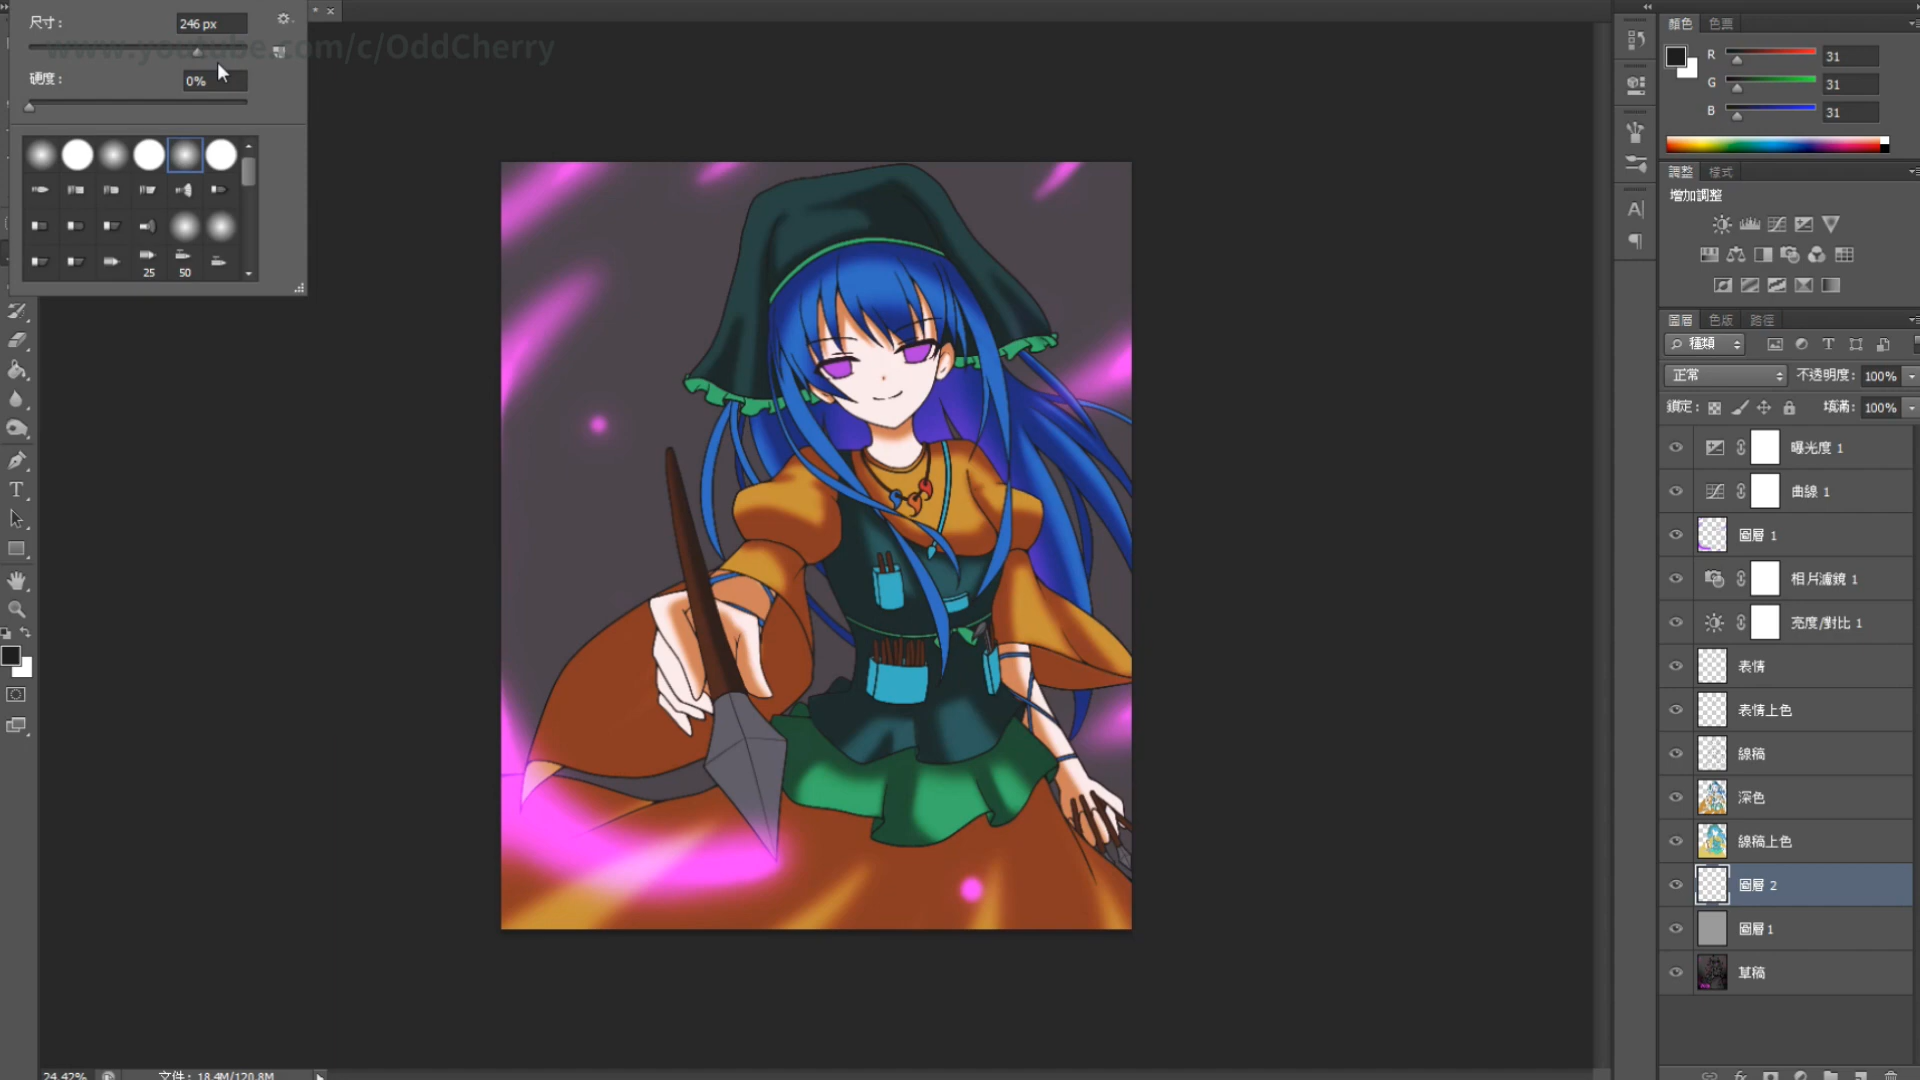 尺寸： 246 px
* ×
www.youtube.com/c/OddCherry
硬度： 0%
25 50
24.42% 文件：18.4M/120.8M
顏色 色票
R 31
G 31
B 31
調整 樣式
增加調整
圖層 色版 路徑
種類
正常 不透明度： 100%
鎖定： 填滿： 100%
曝光度 1
曲線 1
圖層 1
相片濾鏡 1
亮度/對比 1
表情
表情上色
線稿
深色
線稿上色
圖層 2
圖層1
草稿